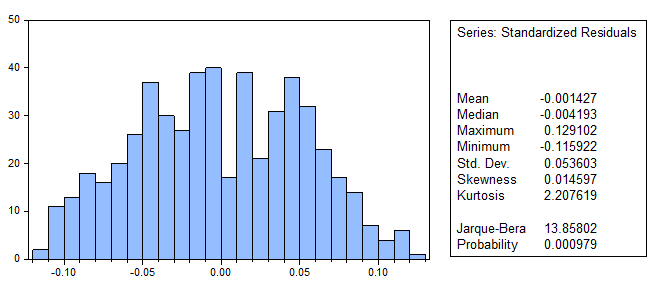 50
40
30
20
10
0
-0.10 -0.05 0.00 0.05 0.10
Series: Standardized Residuals
Mean -0.001427
Median -0.004193
Maximum 0.129102
Minimum -0.115922
Std. Dev. 0.053603
Skewness 0.014597
Kurtosis 2.207619
Jarque-Bera 13.85802
Probability 0.000979